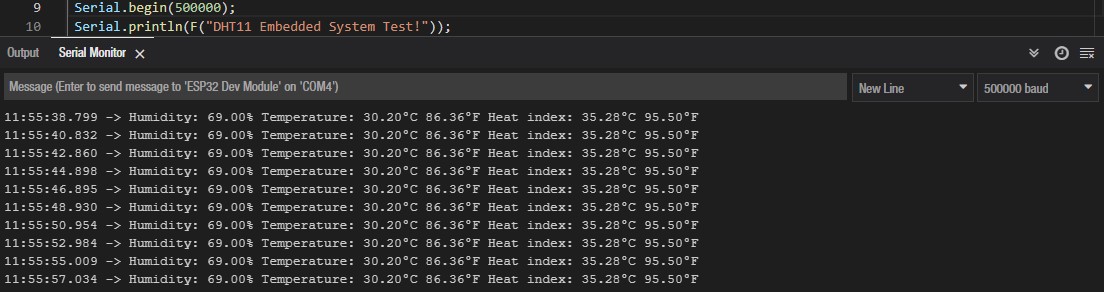 9 Serial.begin(500000);
10 Serial.println(F("DHT11 Embedded System Test!"));
Output Serial Monitor
Message (Enter to send message to 'ESP32 Dev Module' on 'COM4') New Line 500000 baud
11:55:38.799 -> Humidity: 69.00% Temperature: 30.20°C 86.36°F Heat index: 35.28°C 95.50°F
11:55:40.832 -> Humidity: 69.00% Temperature: 30.20°C 86.36°F Heat index: 35.28°C 95.50°F
11:55:42.860 -> Humidity: 69.00% Temperature: 30.20°C 86.36°F Heat index: 35.28°C 95.50°F
11:55:44.898 -> Humidity: 69.00% Temperature: 30.20°C 86.36°F Heat index: 35.28°C 95.50°F
11:55:46.895 -> Humidity: 69.00% Temperature: 30.20°C 86.36°F Heat index: 35.28°C 95.50°F
11:55:48.930 -> Humidity: 69.00% Temperature: 30.20°C 86.36°F Heat index: 35.28°C 95.50°F
11:55:50.954 -> Humidity: 69.00% Temperature: 30.20°C 86.36°F Heat index: 35.28°C 95.50°F
11:55:52.984 -> Humidity: 69.00% Temperature: 30.20°C 86.36°F Heat index: 35.28°C 95.50°F
11:55:55.009 -> Humidity: 69.00% Temperature: 30.20°C 86.36°F Heat index: 35.28°C 95.50°F
11:55:57.034 -> Humidity: 69.00% Temperature: 30.20°C 86.36°F Heat index: 35.28°C 95.50°F